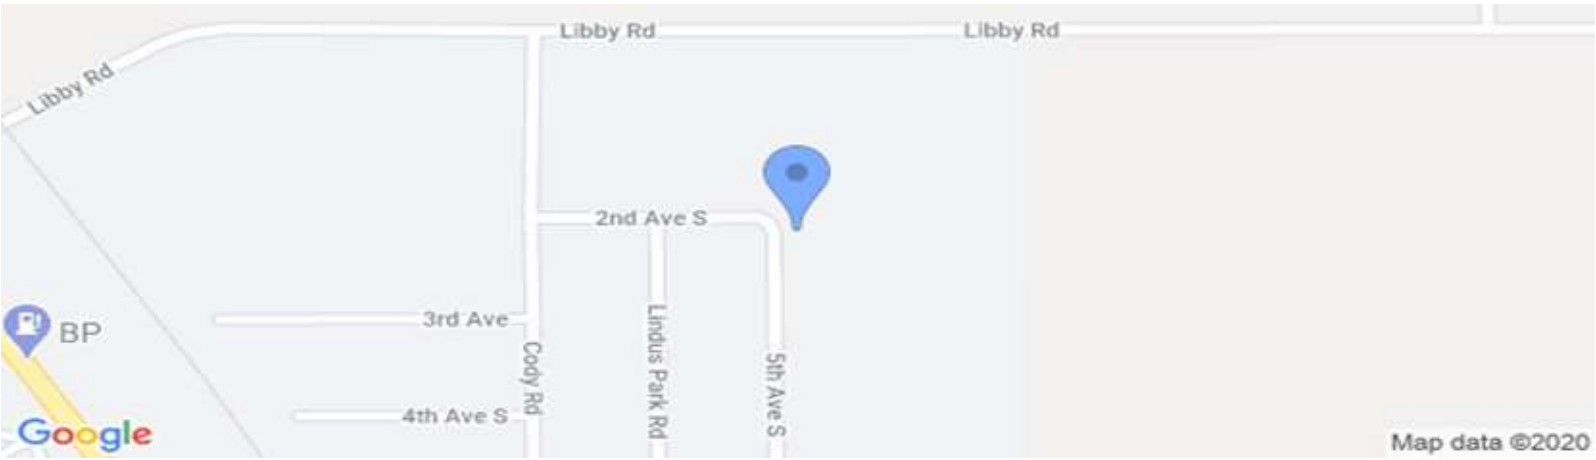 Libby Rd
Libby Rd
Libby Rd
2nd Ave S
3rd Ave
BP
Lindus Park Rd
Cody Rd
5th Ave S
4th Ave S
Google
Map data ©2020